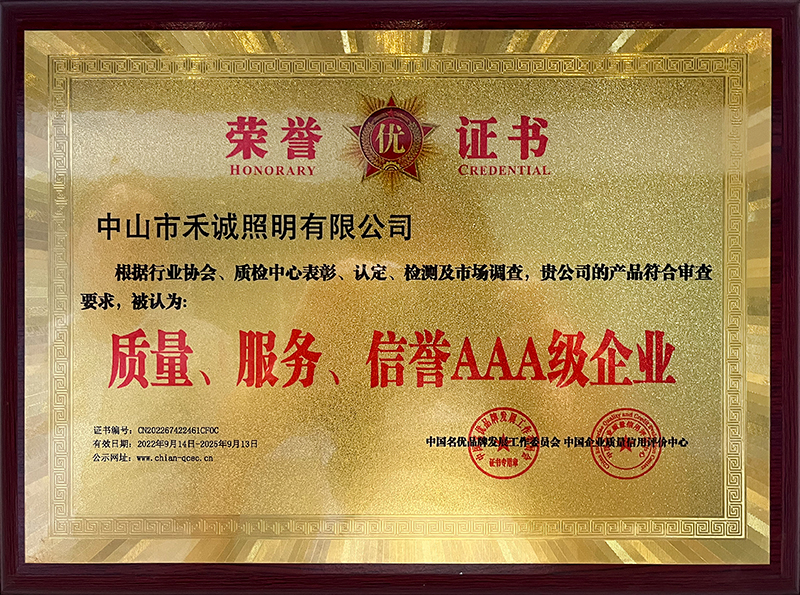 荣誉 优 证书
HONORARY CREDENTIAL
中山市禾诚照明有限公司
根据行业协会、质检中心表彰、认定、检测及市场调查,贵公司的产品符合审查
要求,被认为:
质量、服务、信誉AAA级企业
证书编号: CN202267422461CF0C
有效日期: 2022年9月14日-2025年9月13日
公示网址: www.chian-qcec.cn
中国名优品牌发展工作委员会 中国企业质量信用评价中心
证书专用章